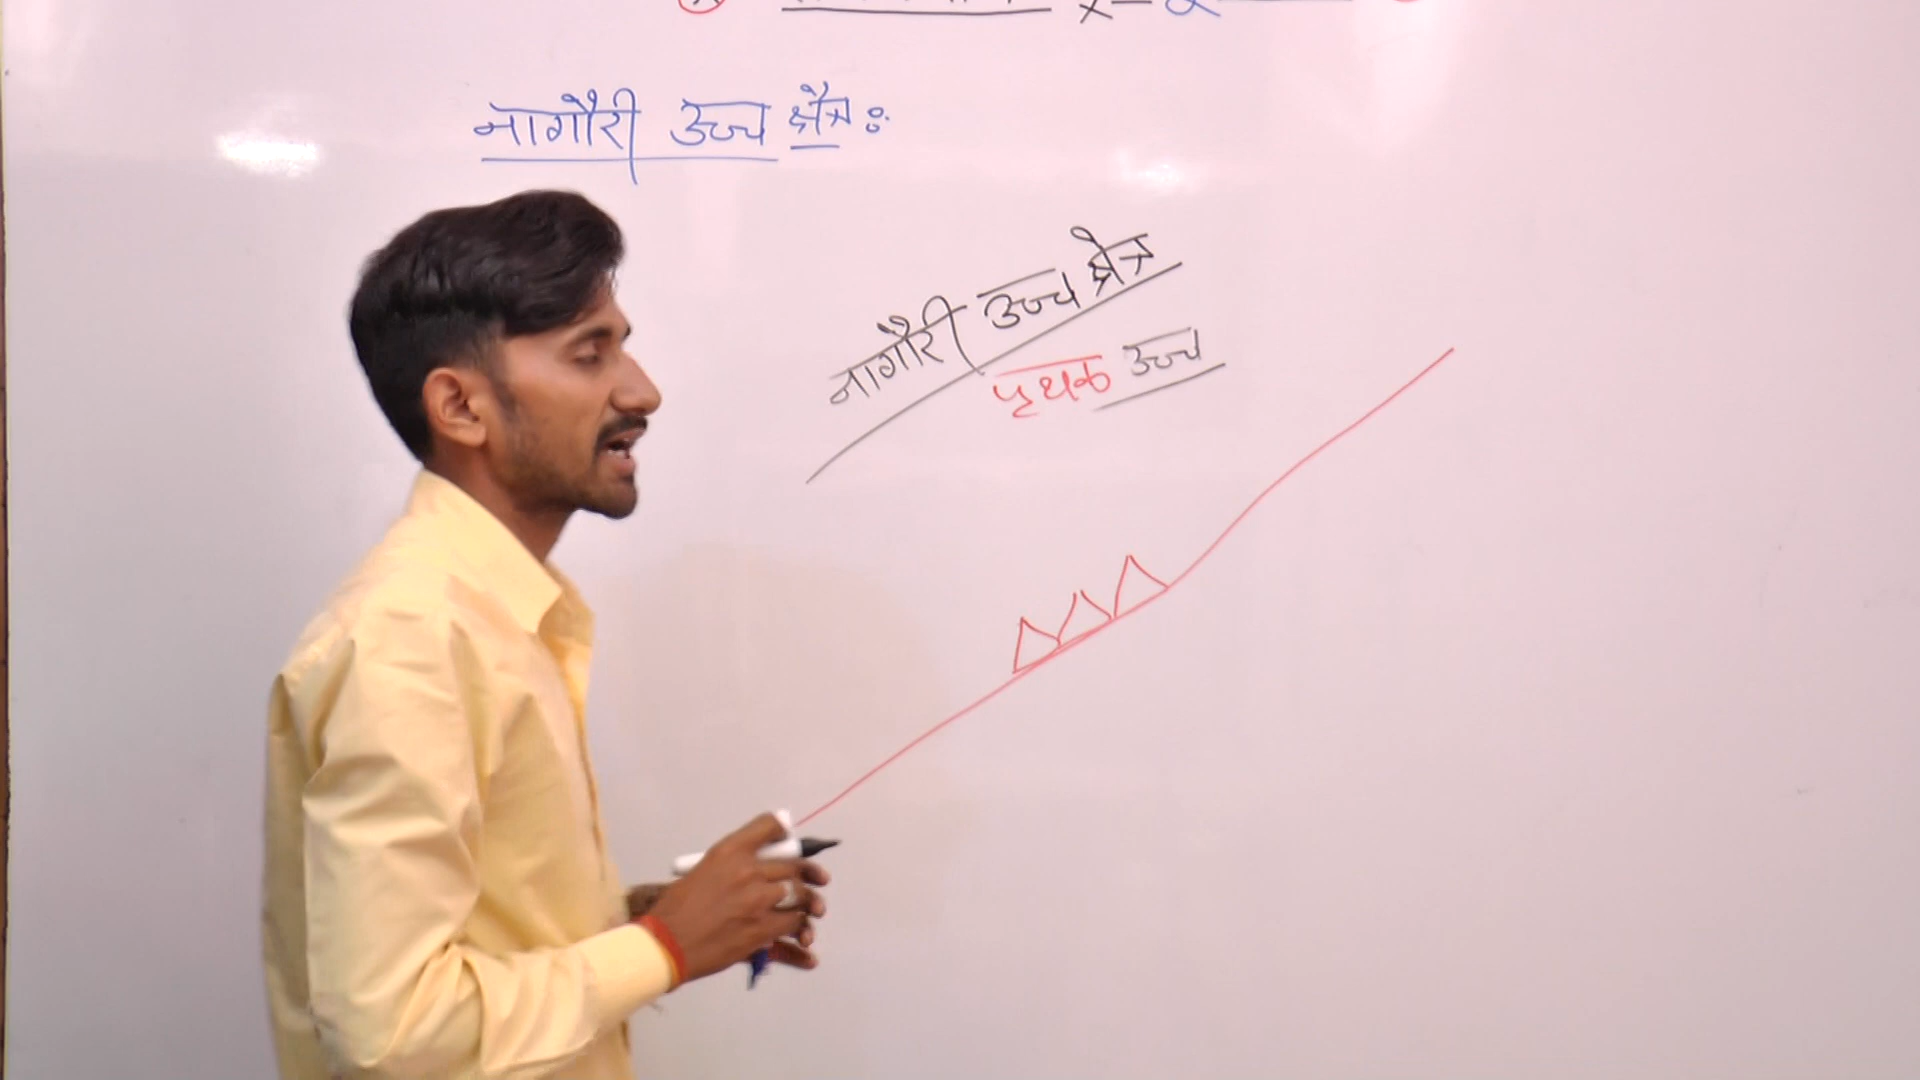 नागौरी उच्च क्षेत्र :
नागौरी उच्च क्षेत्र
पृथक उच्च